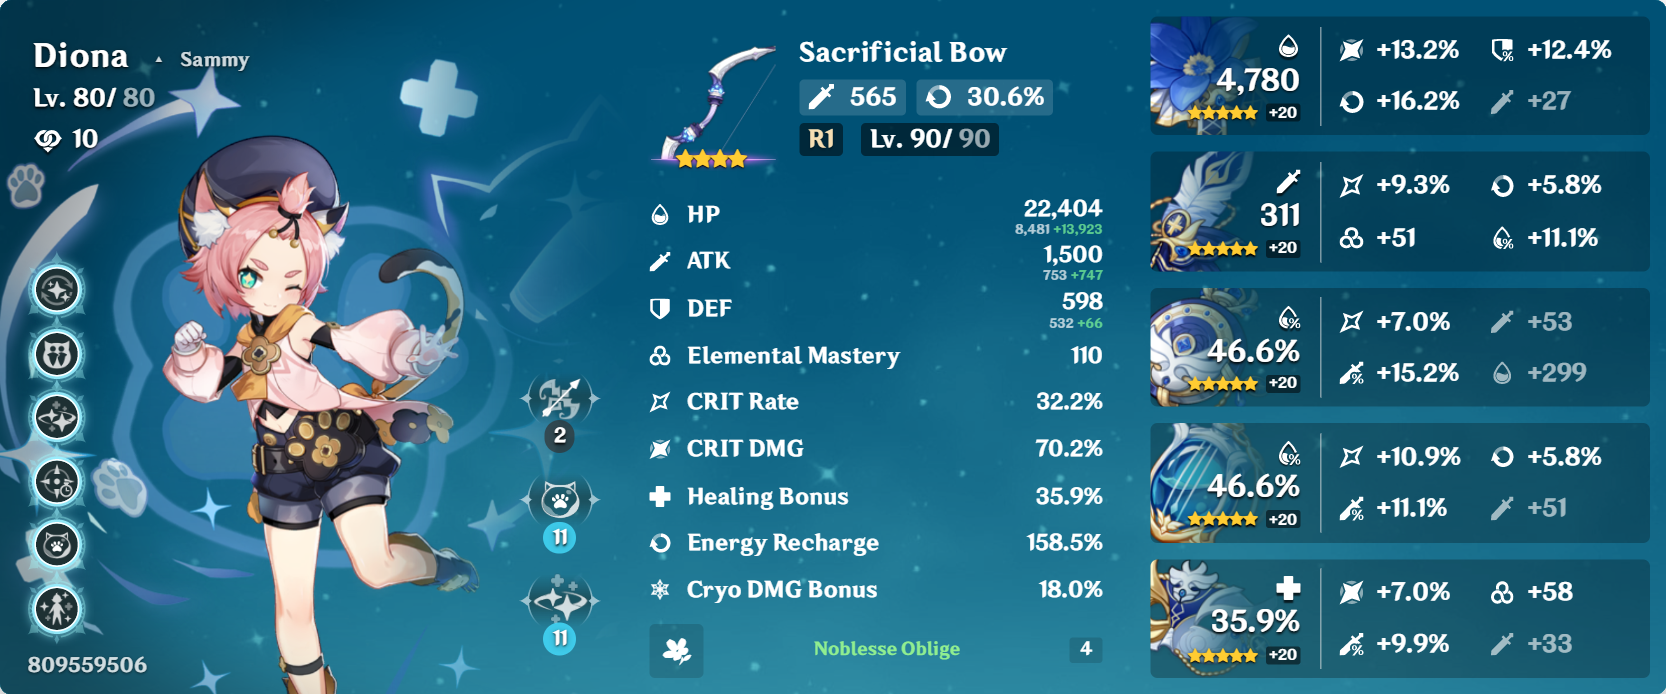 Diona · Sammy
Lv. 80/ 80
10
2
11
11
809559506
Sacrificial Bow
565 30.6%
R1 Lv. 90/ 90
HP 22,404
8,481 +13,923
ATK 1,500
753 +747
DEF 598
532 +66
Elemental Mastery 110
CRIT Rate 32.2%
CRIT DMG 70.2%
Healing Bonus 35.9%
Energy Recharge 158.5%
Cryo DMG Bonus 18.0%
Noblesse Oblige 4
4,780
+20
+13.2% +12.4%
+16.2% +27
311
+20
+9.3% +5.8%
+51 +11.1%
46.6%
+20
+7.0% +53
+15.2% +299
46.6%
+20
+10.9% +5.8%
+11.1% +51
35.9%
+20
+7.0% +58
+9.9% +33